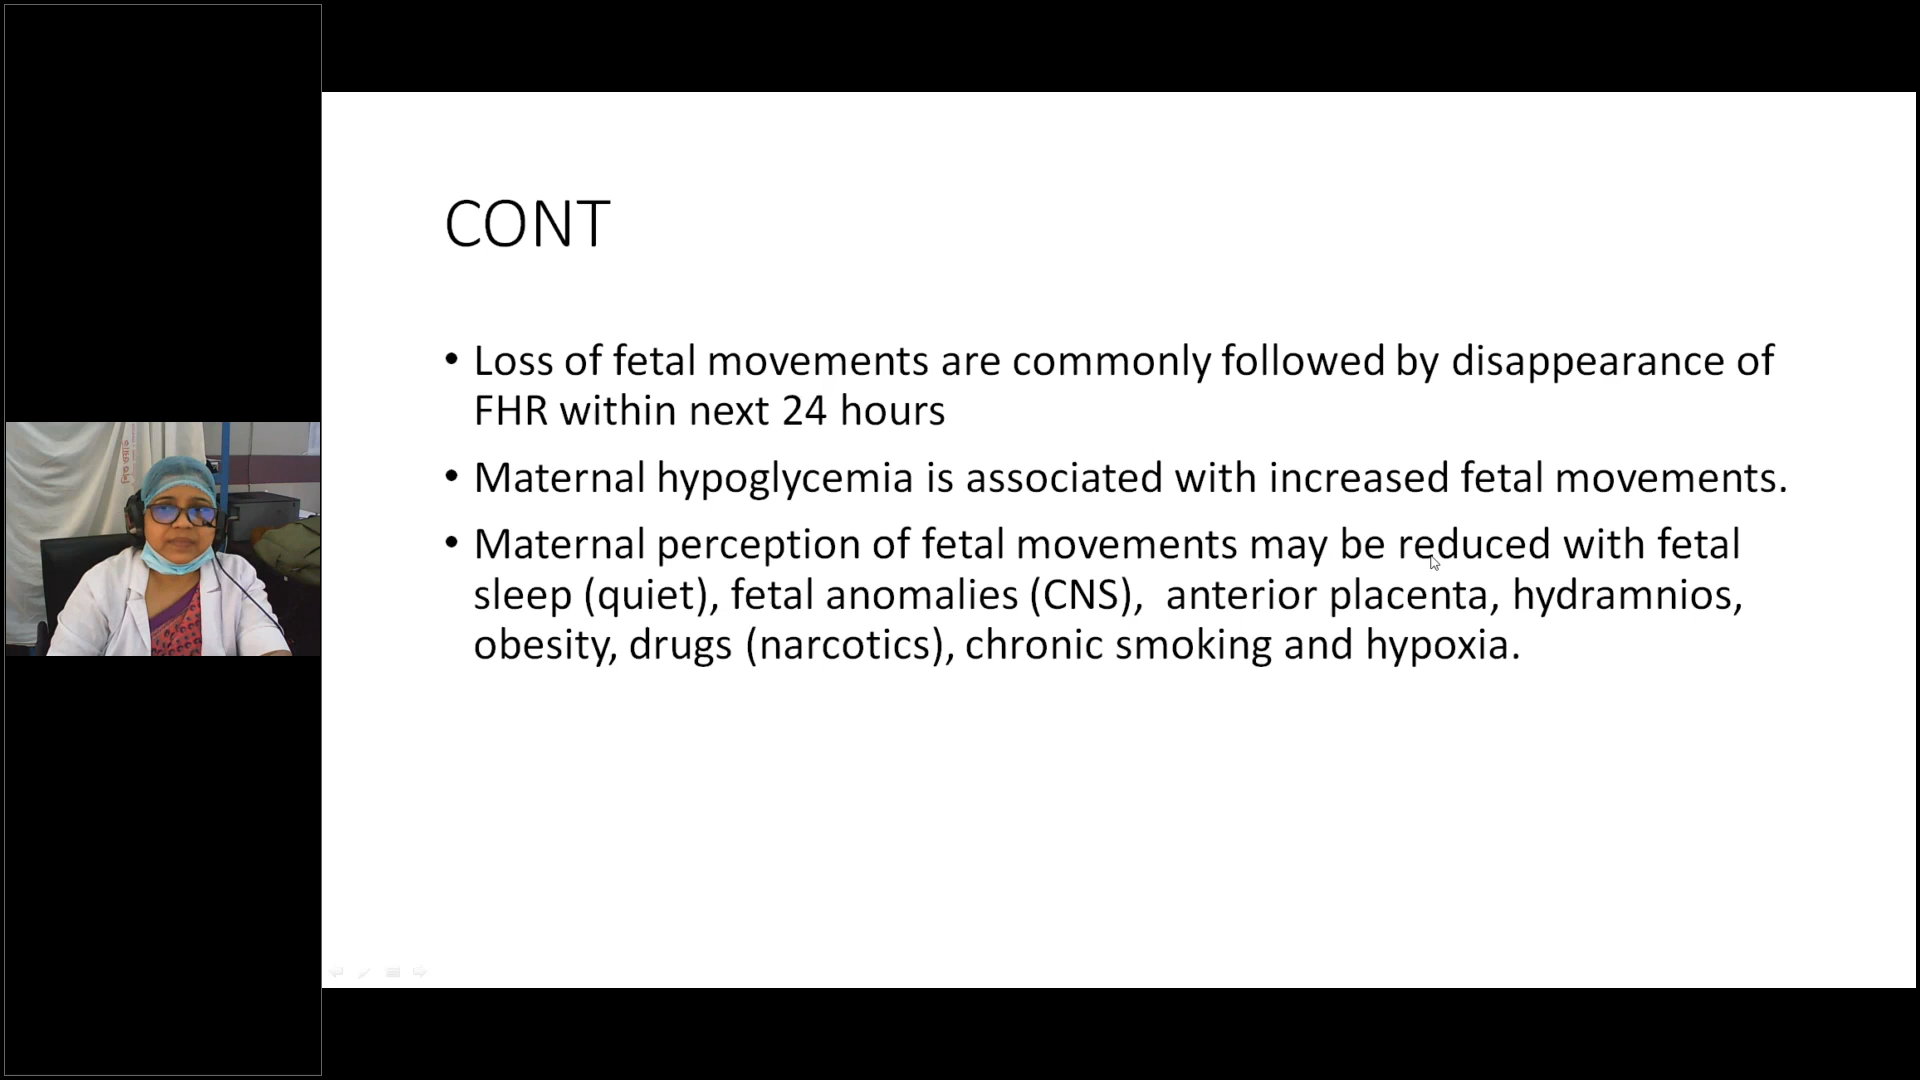 CONT
• Loss of fetal movements are commonly followed by disappearance of
FHR within next 24 hours
• Maternal hypoglycemia is associated with increased fetal movements.
• Maternal perception of fetal movements may be reduced with fetal
sleep (quiet), fetal anomalies (CNS),  anterior placenta, hydramnios,
obesity, drugs (narcotics), chronic smoking and hypoxia.